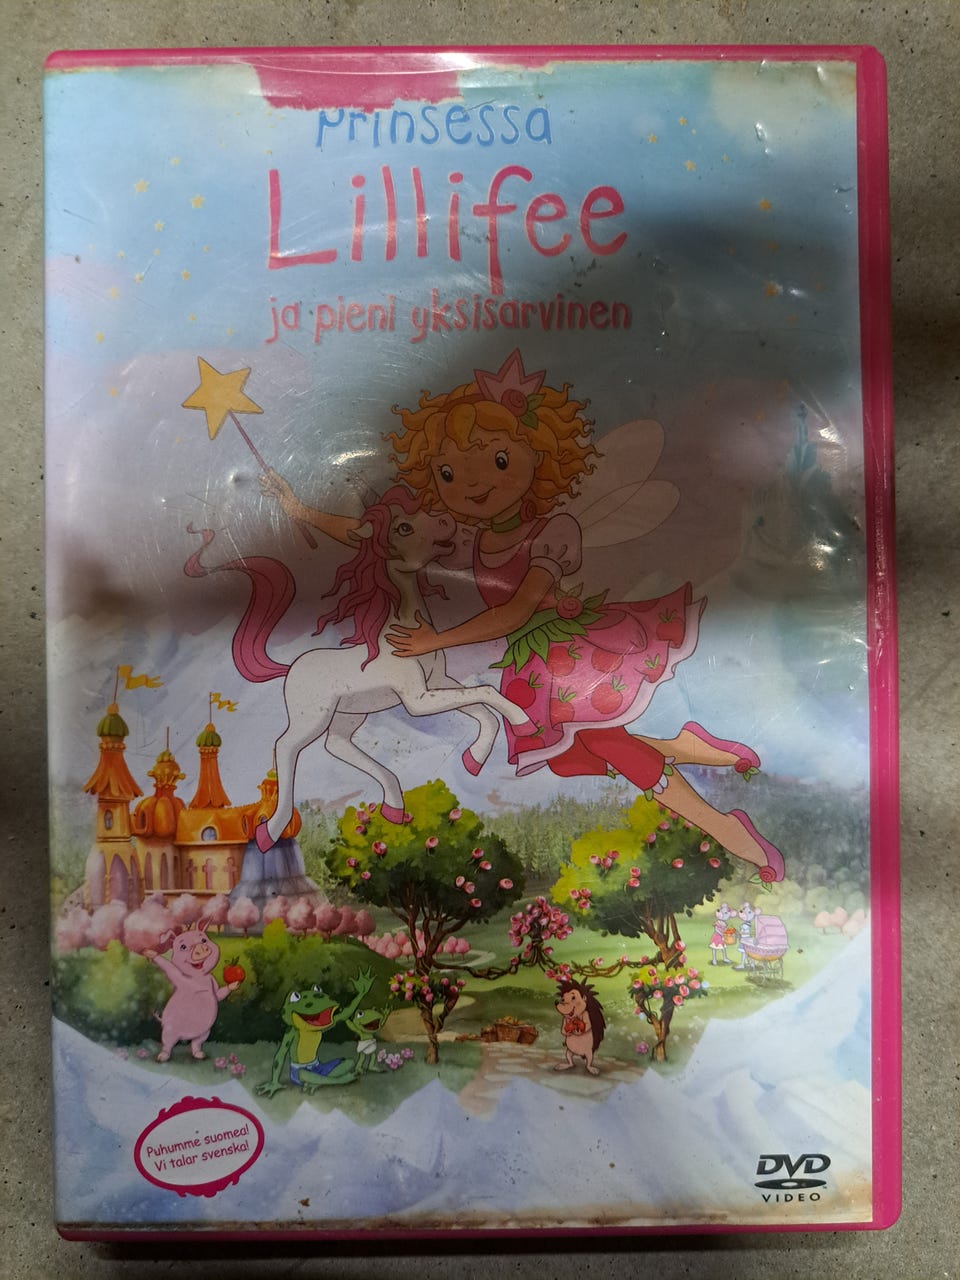 Prinsessa
Lillifee
ja pieni yksisarvinen
Puhumme suomea!
Vi talar svenska!
DVD
VIDEO